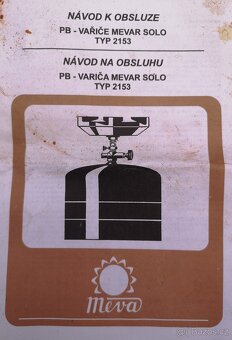 NÁVOD K OBSLUZE
PB - VAŘIČE MEVAR SOLO
TYP 2153
NÁVOD NA OBSLUHU
PB - VARIČA MEVAR SOLO
TYP 2153
Meva